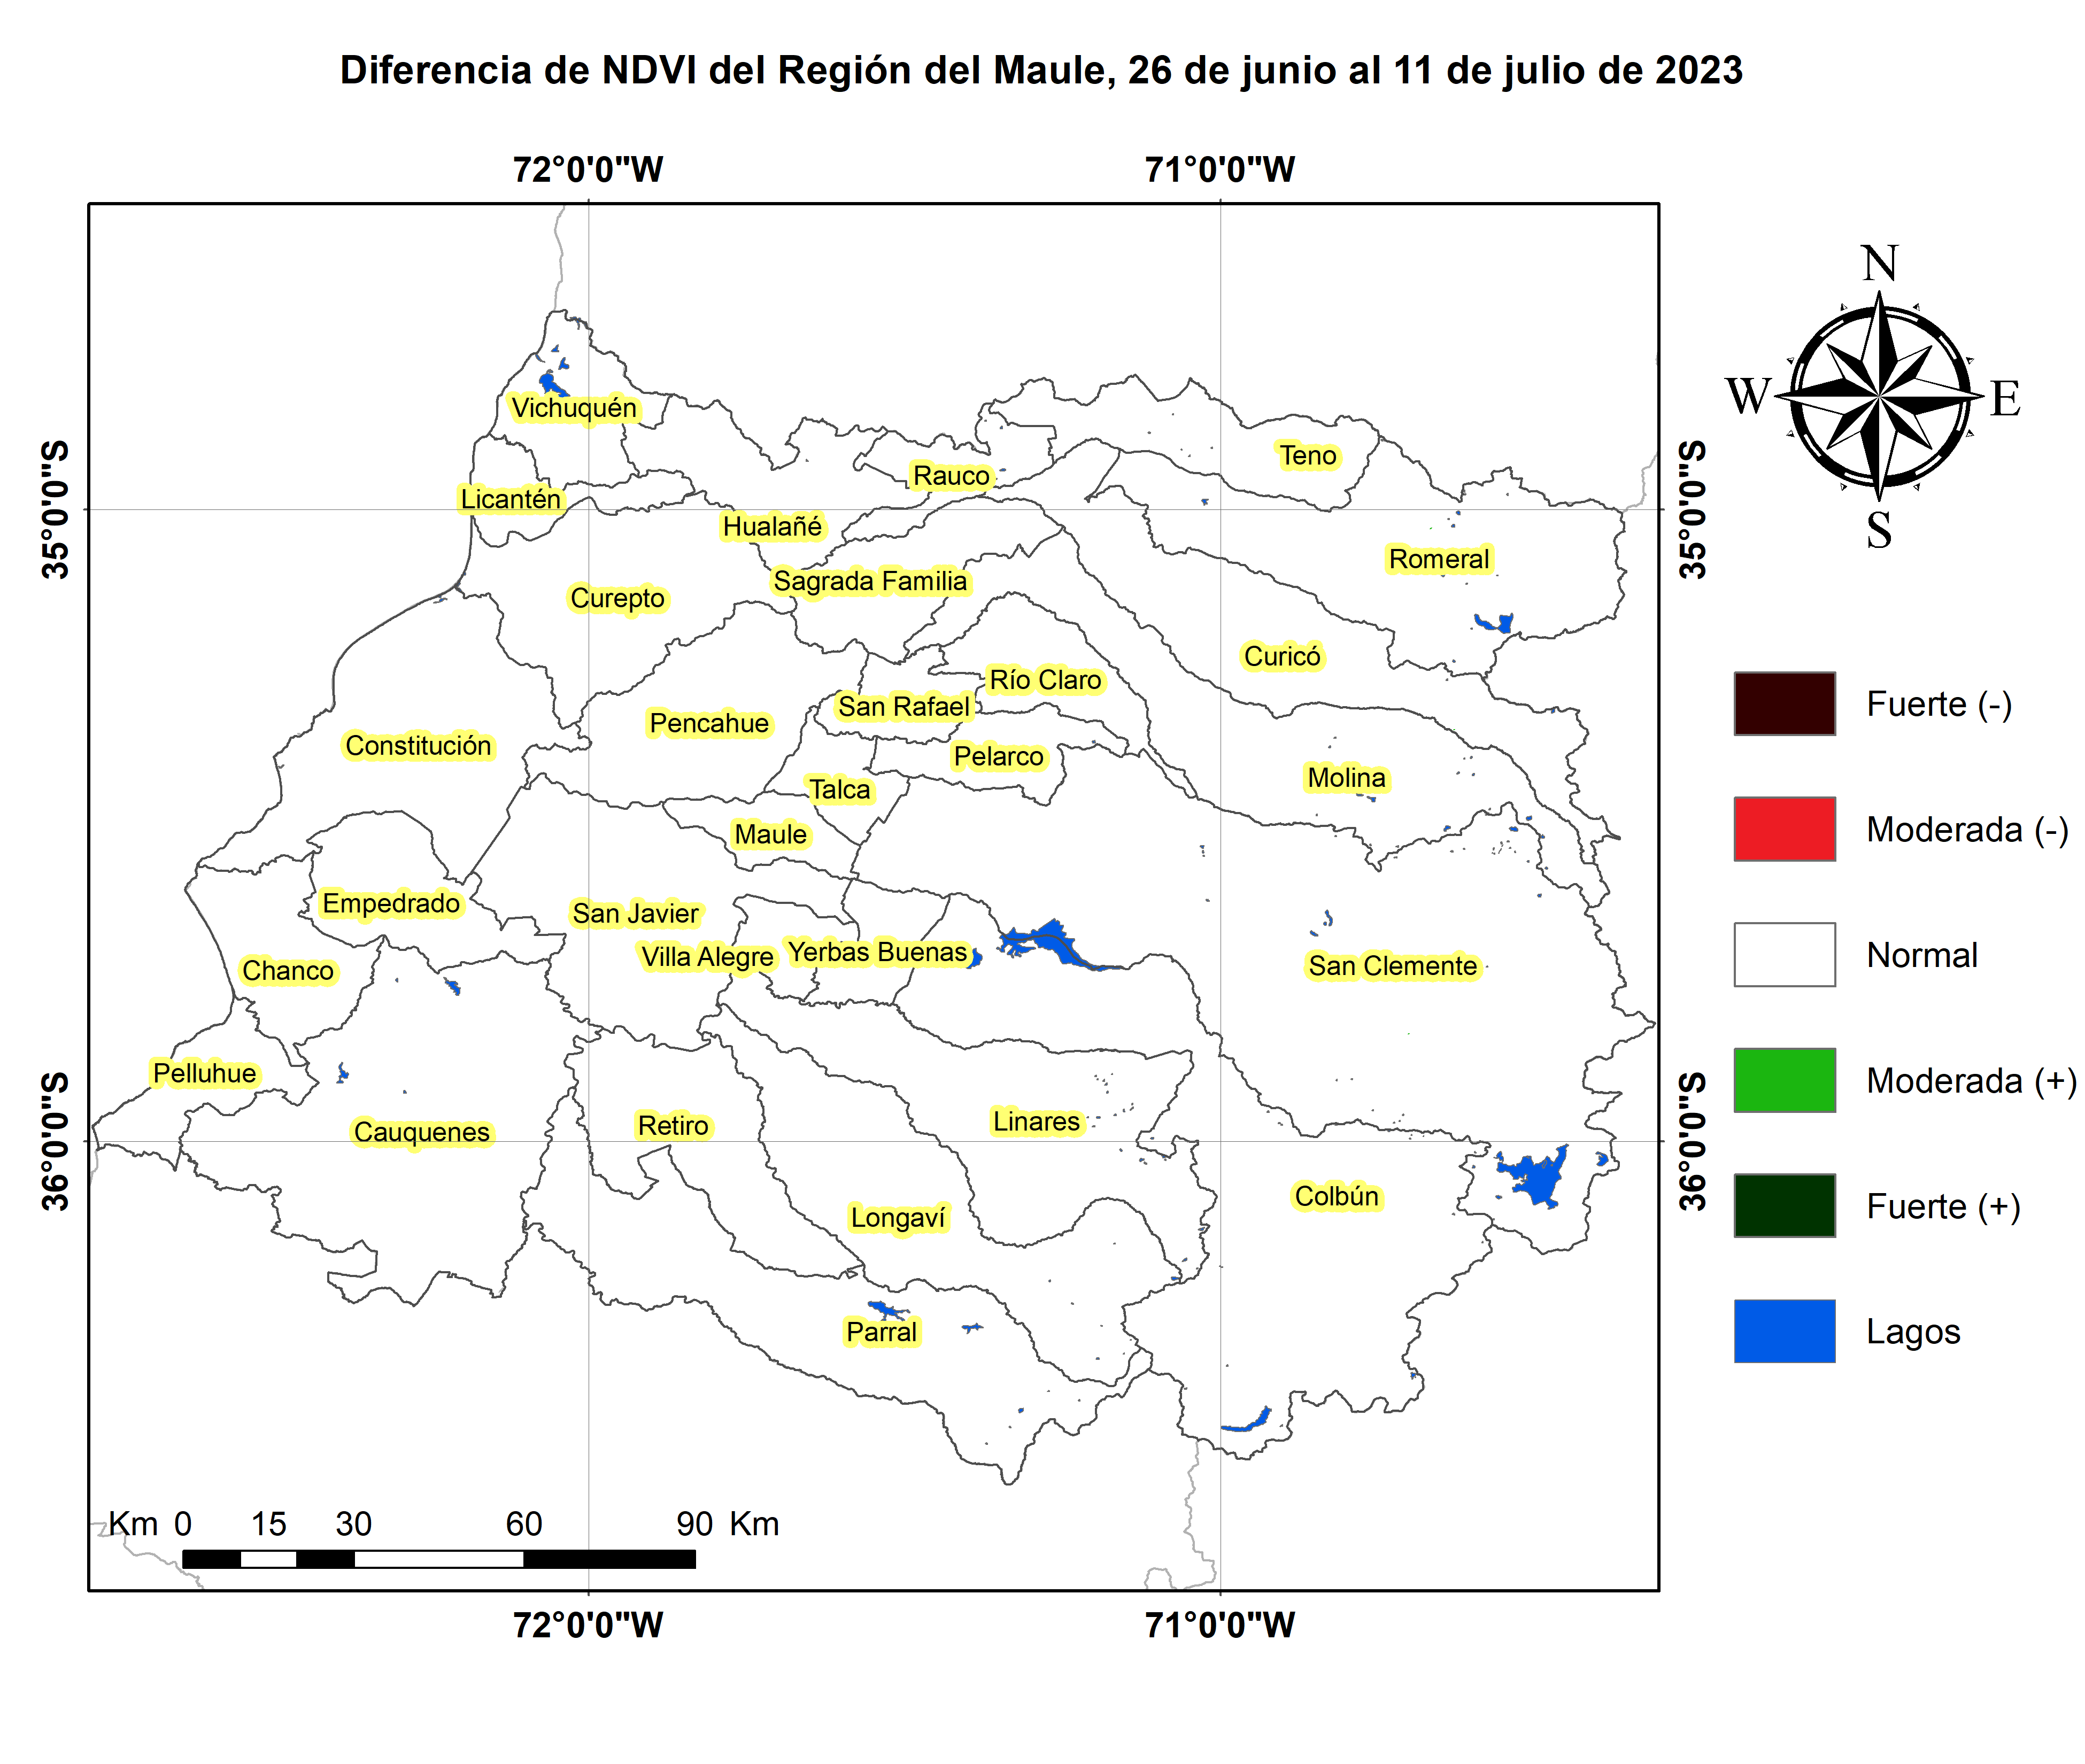 Diferencia de NDVI del Región del Maule, 26 de junio al 11 de julio de 2023
72°0'0"W
71°0'0"W
35°0'0"S
35°0'0"S
36°0'0"S
36°0'0"S
N
W
E
S
Vichuquén
Teno
Rauco
Licantén
Hualañé
Romeral
Sagrada Familia
Curepto
Curicó
Río Claro
San Rafael
Pencahue
Constitución
Pelarco
Molina
Talca
Maule
Empedrado
San Javier
Villa Alegre
Yerbas Buenas
San Clemente
Chanco
Pelluhue
Linares
Retiro
Cauquenes
Colbún
Longaví
Parral
Fuerte (-)
Moderada (-)
Normal
Moderada (+)
Fuerte (+)
Lagos
Km 0 15 30 60 90 Km
72°0'0"W
71°0'0"W